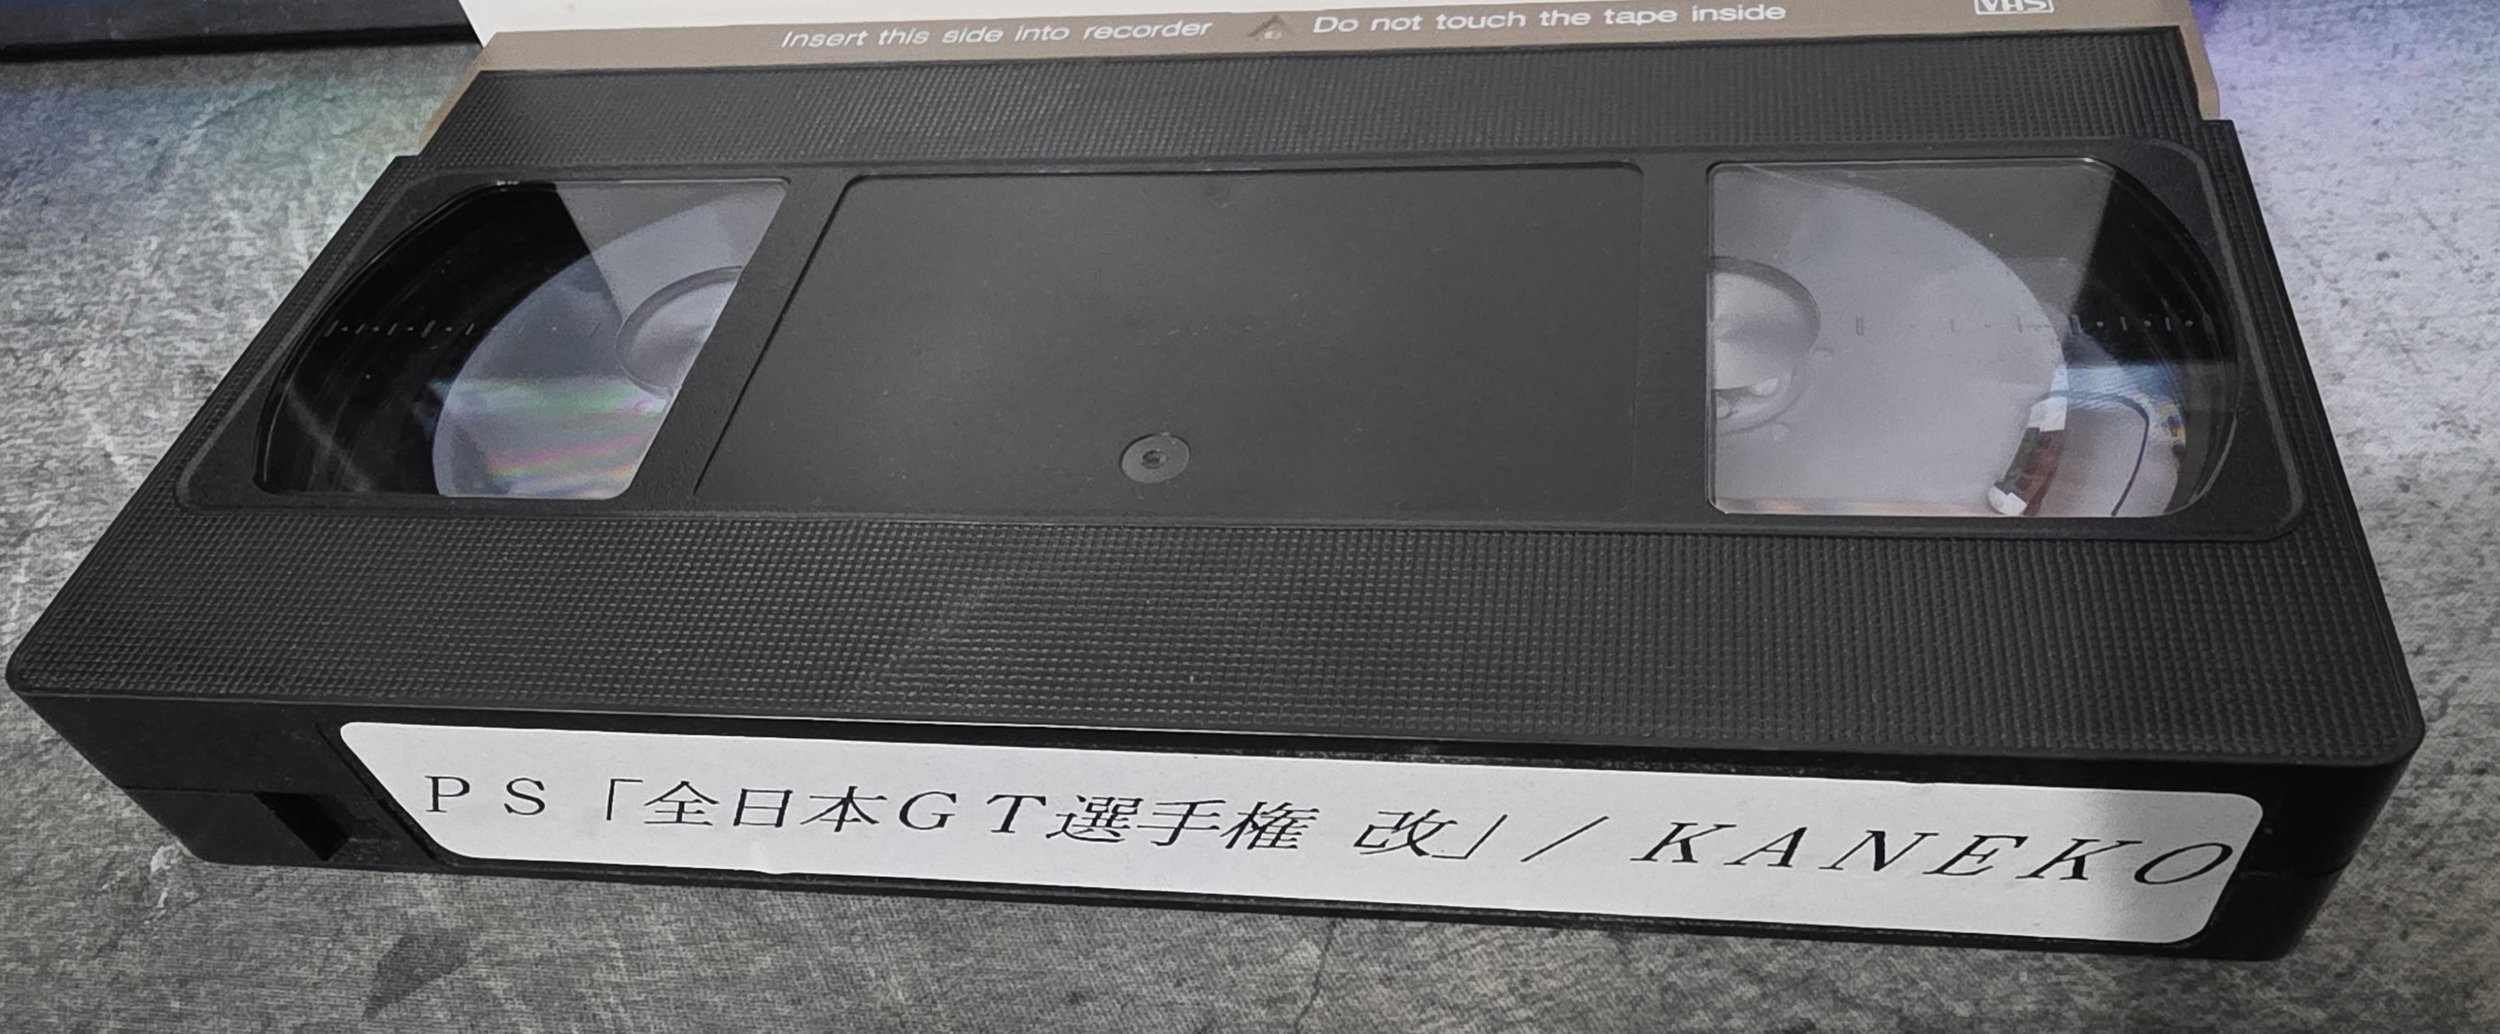 Insert this side into recorder Do not touch the tape inside VHS
ＰＳ「全日本ＧＴ選手権 改」／ＫＡＮＥＫＯ